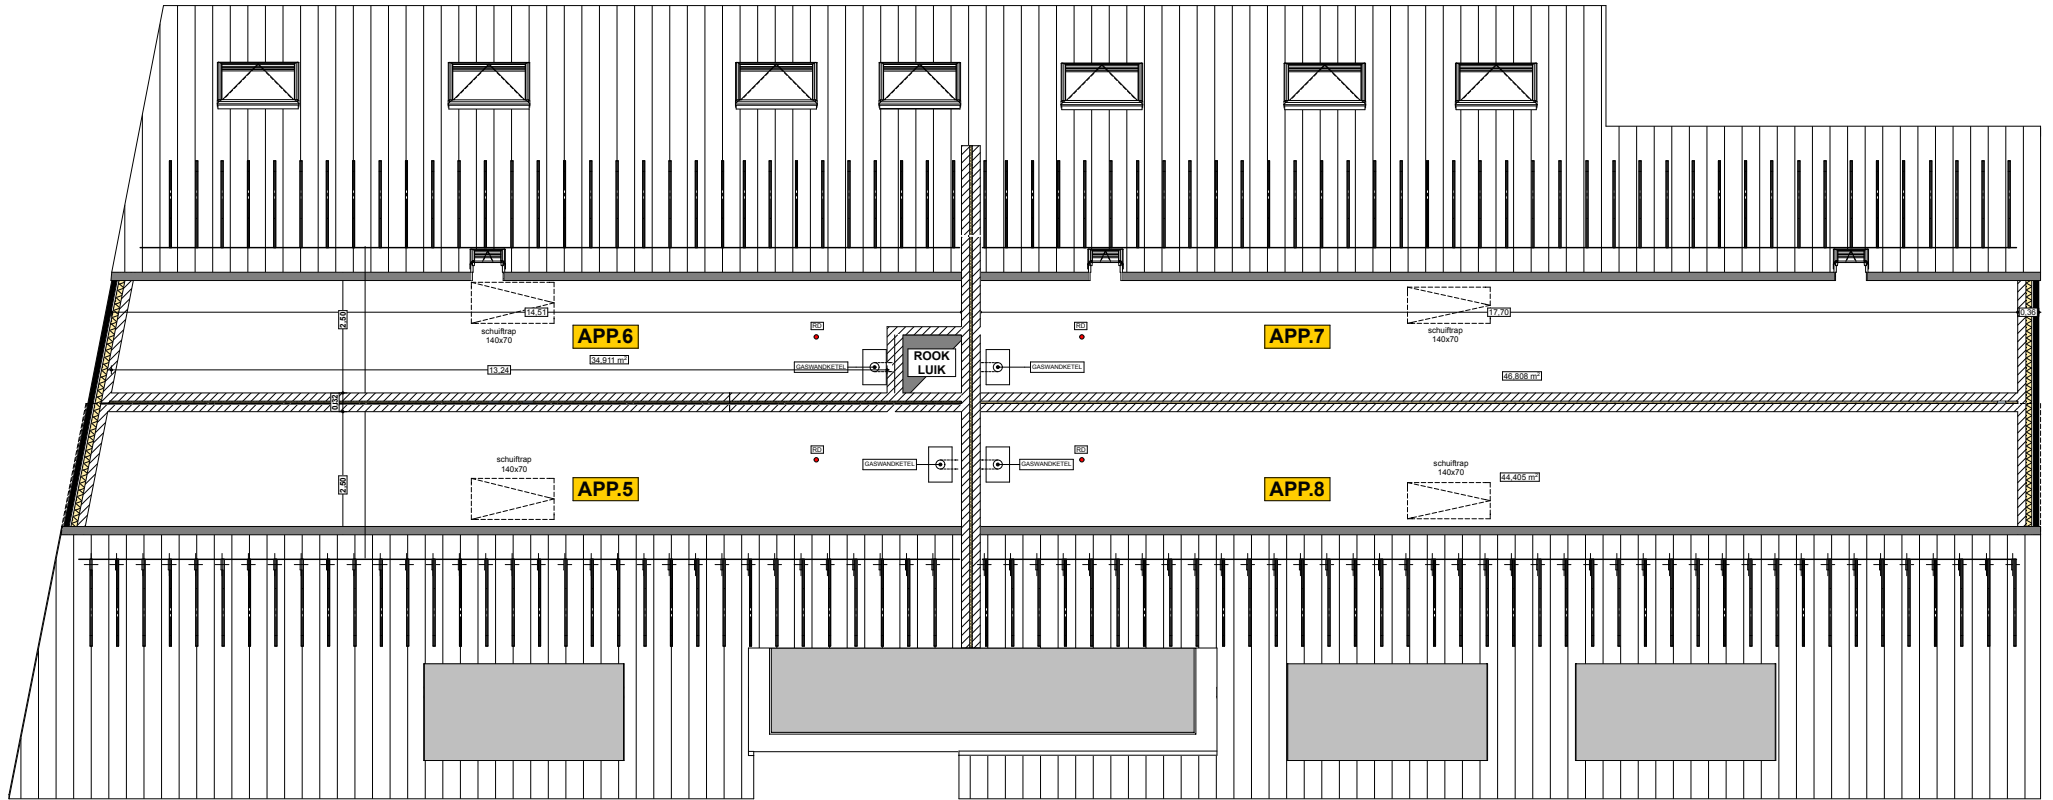 14,51
17,70
0,36
2,50
schuiftrap
140x70
APP.6
RD
RD
APP.7
schuiftrap
140x70
34,911 m²
13,24
GASWANDKETEL
ROOK
LUIK
GASWANDKETEL
46,808 m²
0,12
2,50
schuiftrap
140x70
APP.5
RD
GASWANDKETEL
GASWANDKETEL
RD
APP.8
schuiftrap
140x70
44,405 m²